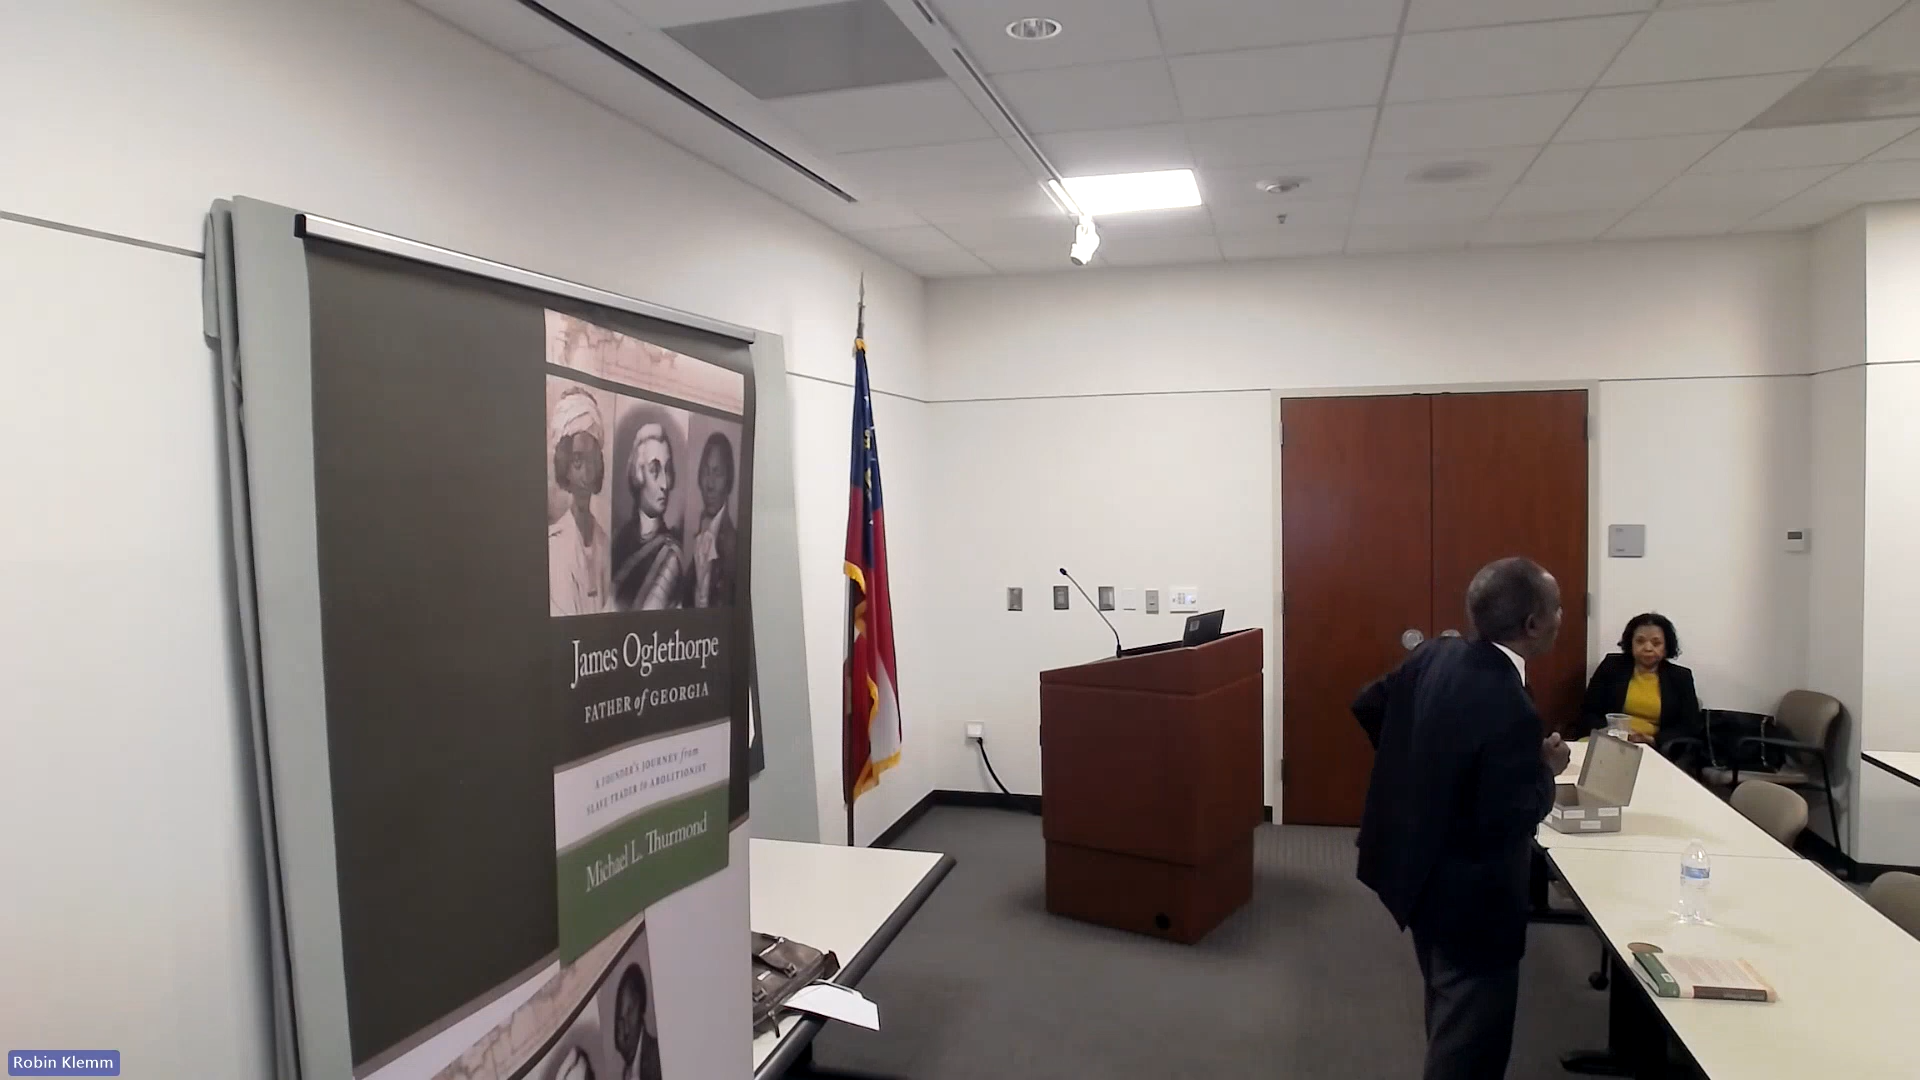 James Oglethorpe
FATHER of GEORGIA
A FOUNDER'S JOURNEY from
SLAVE TRADER to ABOLITIONIST
Michael L. Thurmond
Robin Klemm